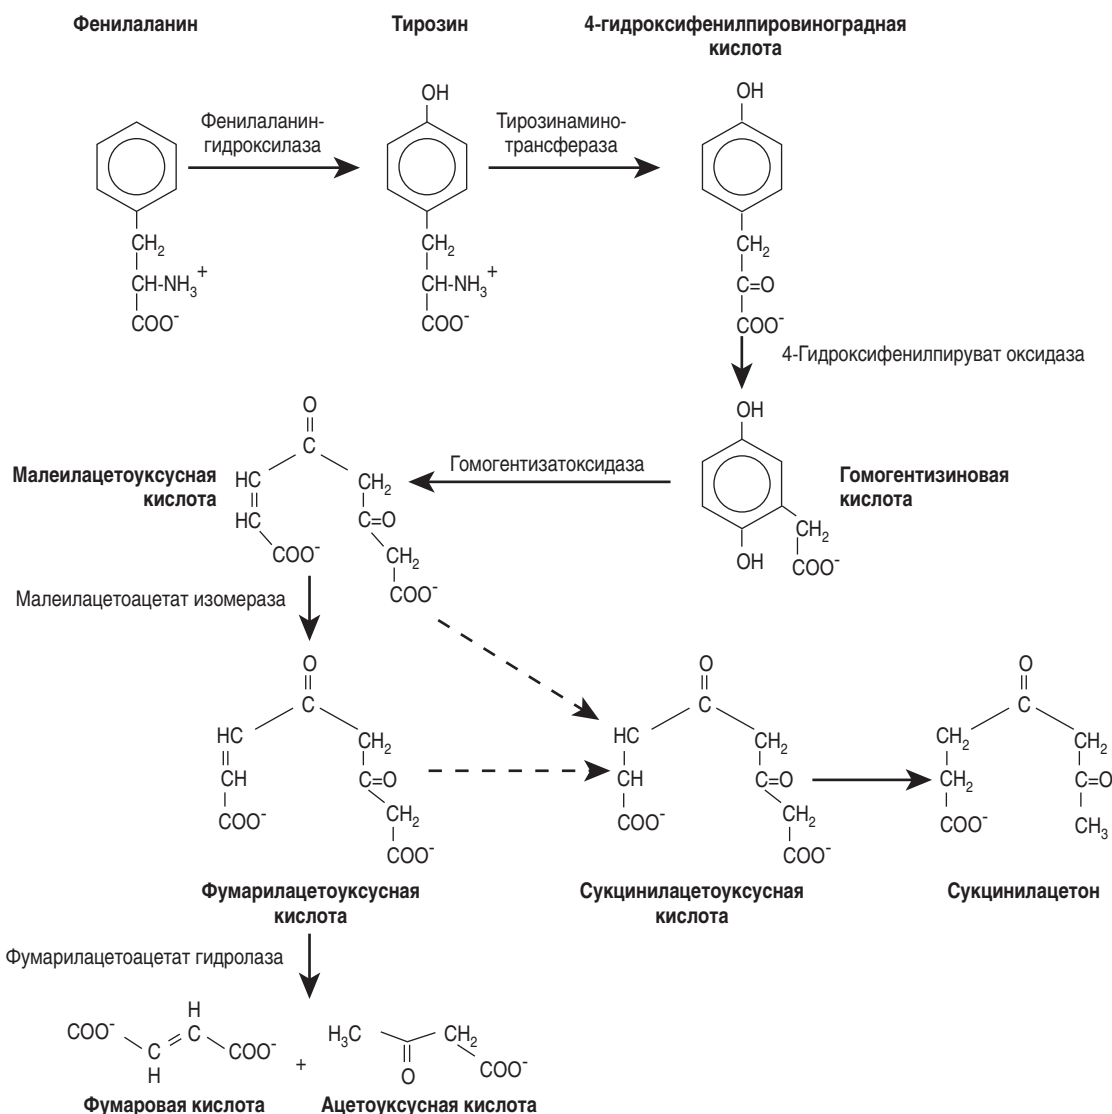 Фенилаланин
Тирозин
4-гидроксифенилпировиноградная
кислота
OH
OH
Фенилаланин-
гидроксилаза
Тирозинамино-
трансфераза
CH2
CH-NH3+
COO-
CH2
CH-NH3+
COO-
CH2
C=O
COO-
4-Гидроксифенилпируват оксидаза
O
C
HC
HC
COO-
CH2
C=O
CH2
COO-
Малеилацетоуксусная
кислота
Гомогентизатоксидаза
OH
OH
CH2
COO-
Гомогентизиновая
кислота
Малеилацетоацетат изомераза
O
C
HC
CH
COO-
CH2
C=O
CH2
COO-
O
C
HC
CH
COO-
CH2
C=O
CH2
COO-
O
C
CH2
CH2
COO-
CH2
C=O
CH3
Фумарилацетоуксусная
кислота
Сукцинилацетоуксусная
кислота
Сукцинилацетон
Фумарилацетоацетат гидролаза
COO-
C
H
H
C
COO-
+
H3C
O
CH2
COO-
Фумаровая кислота
Ацетоуксусная кислота